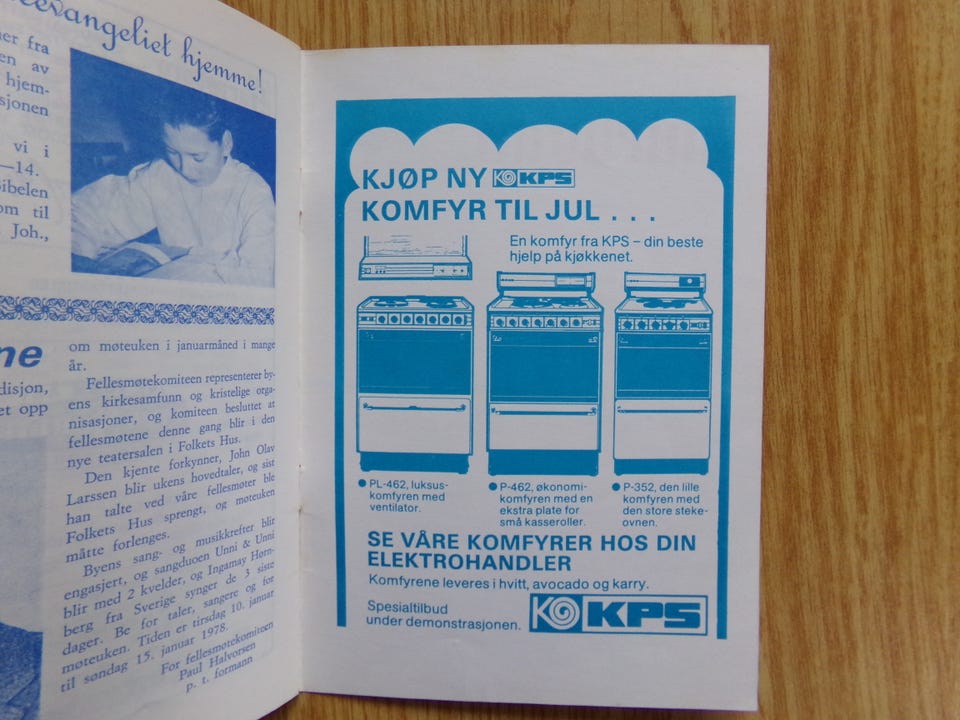 eevangeliet hjemme!
ner fra
en av
hjem-
sjonen
vi i
—14.
ibelen
om til
Joh.,
ne
disjon,
et opp
om møteuken i januarmåned i mange
år.
Fellesmøtekomiteen representerer by-
ens kirkesamfunn og kristelige orga-
nisasjoner, og komiteen besluttet at
fellesmøtene denne gang blir i den
nye teatersalen i Folkets Hus.
Den kjente forkynner, John Olav
Larssen blir ukens hovedtaler, og sist
han talte ved våre fellesmøter ble
Folkets Hus sprengt, og møteuken
måtte forlenges.
Byens sang- og musikkrefter blir
engasjert, og sangduoen Unni & Unni
blir med 2 kvelder, og Ingamay Hørn-
berg fra Sverige synger de 3 siste
dager. Be for taler, sangere og for
møteuken. Tiden er tirsdag 10. januar
til søndag 15. januar 1978.
For fellesmøtekomiteen
Paul Halvorsen
p. t. formann
KJØP NY KPS
KOMFYR TIL JUL . . .
En komfyr fra KPS – din beste
hjelp på kjøkkenet.
● PL-462, luksus-
komfyren med
ventilator.
● P-462, økonomi-
komfyren med en
ekstra plate for
små kasseroller.
● P-352, den lille
komfyren med
den store steke-
ovnen.
SE VÅRE KOMFYRER HOS DIN
ELEKTROHANDLER
Komfyrene leveres i hvitt, avocado og karry.
Spesialtilbud
under demonstrasjonen.
KPS